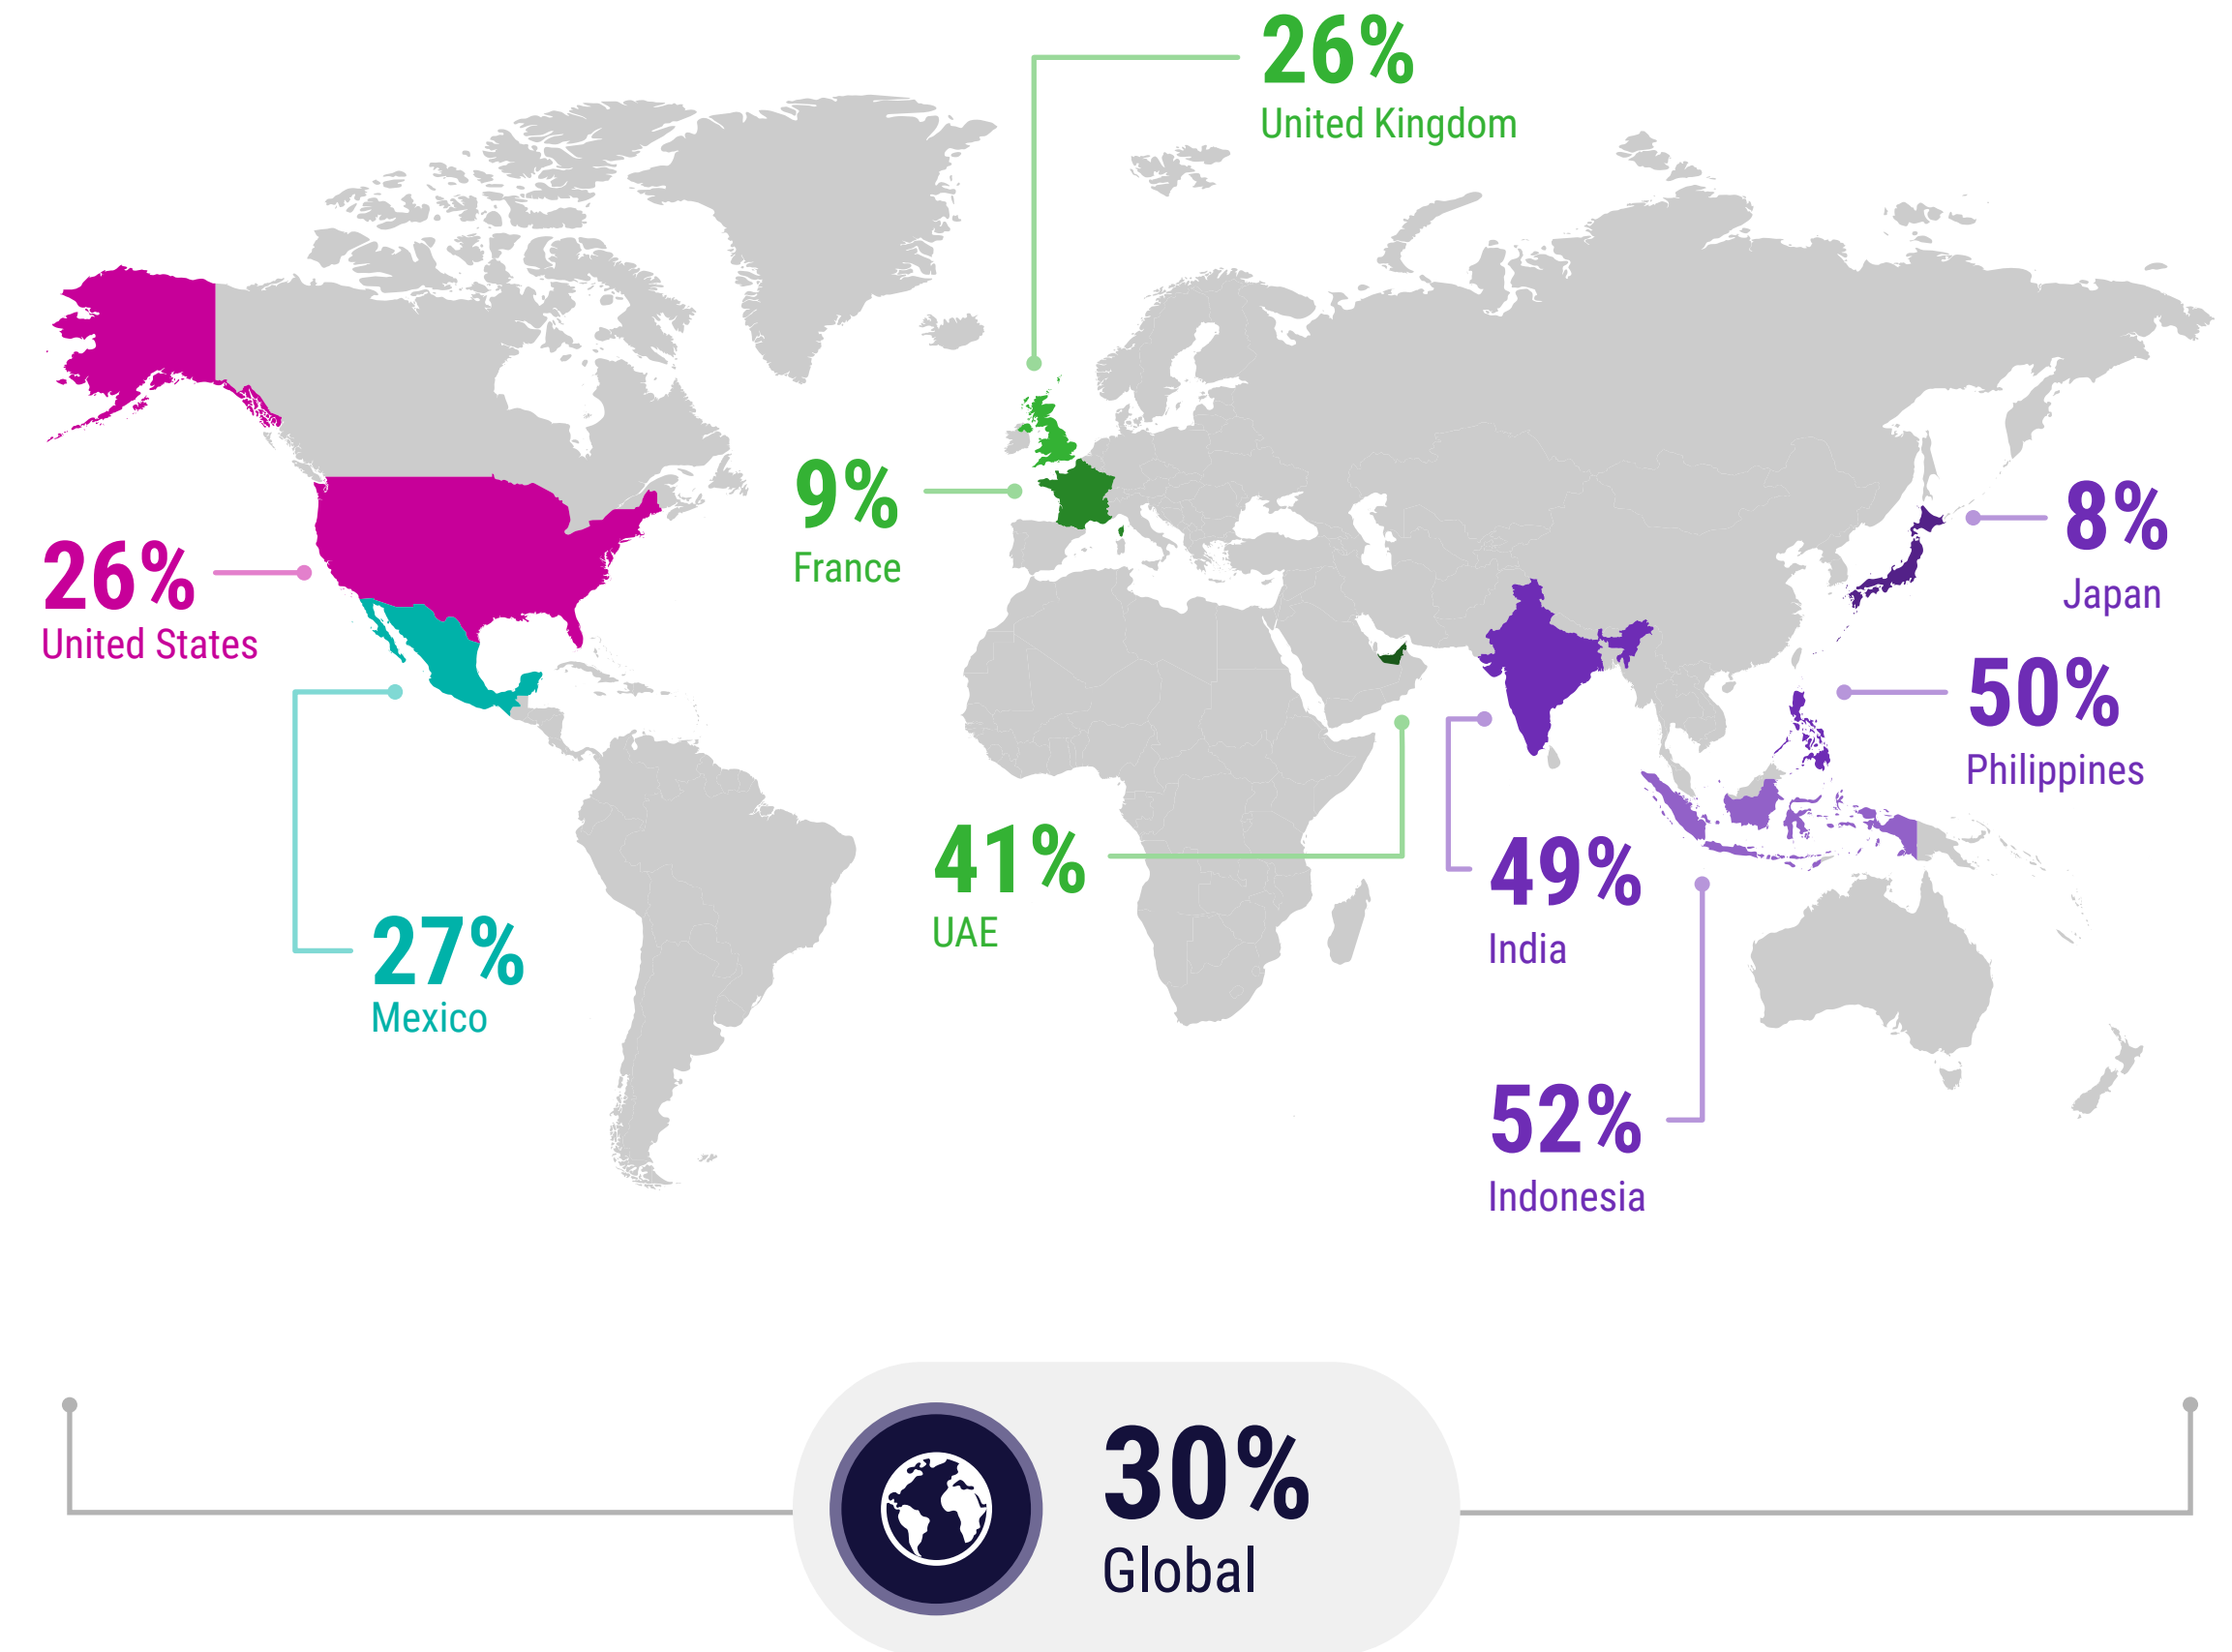 26%
United Kingdom
9%
France
26%
United States
8%
Japan
50%
Philippines
41%
UAE
49%
India
27%
Mexico
52%
Indonesia
30%
Global